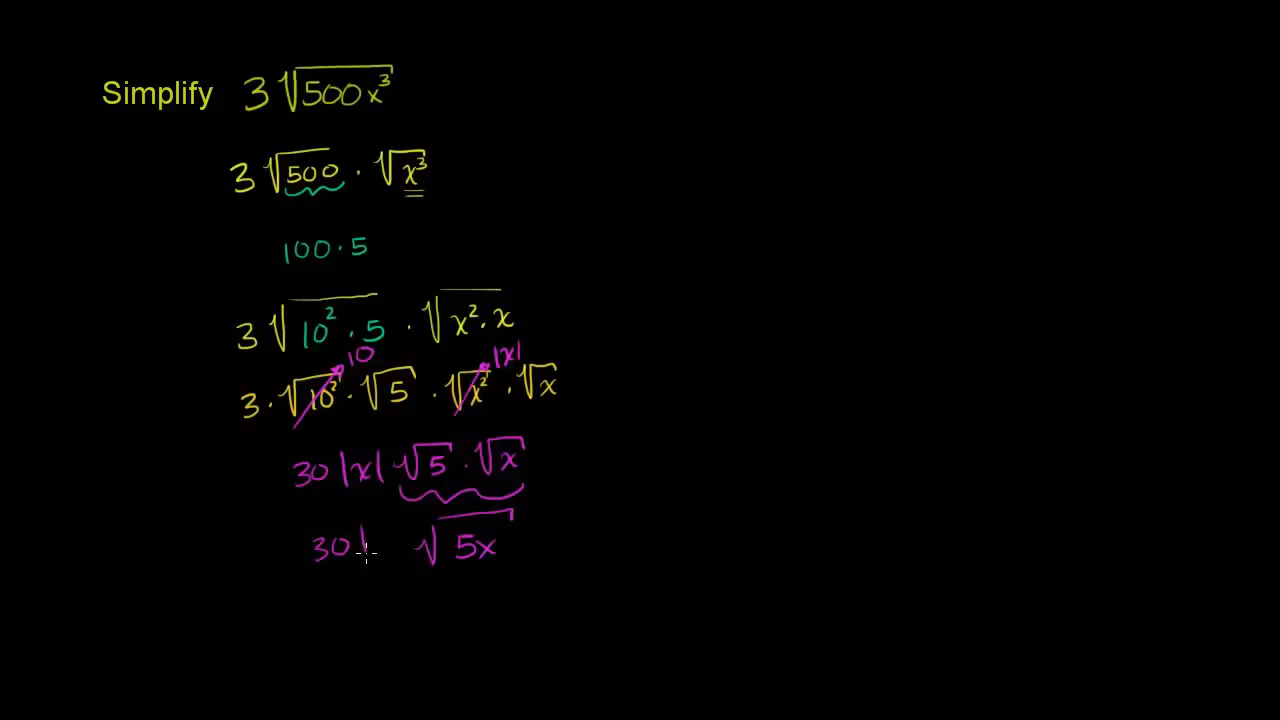 Simplify 3√500x³
3√500 · √x³
100 · 5
3√10² · 5 · √x² · x
10 |x|
3 · √10² · √5 · √x² · √x
30|x|√5 · √x
30| √5x